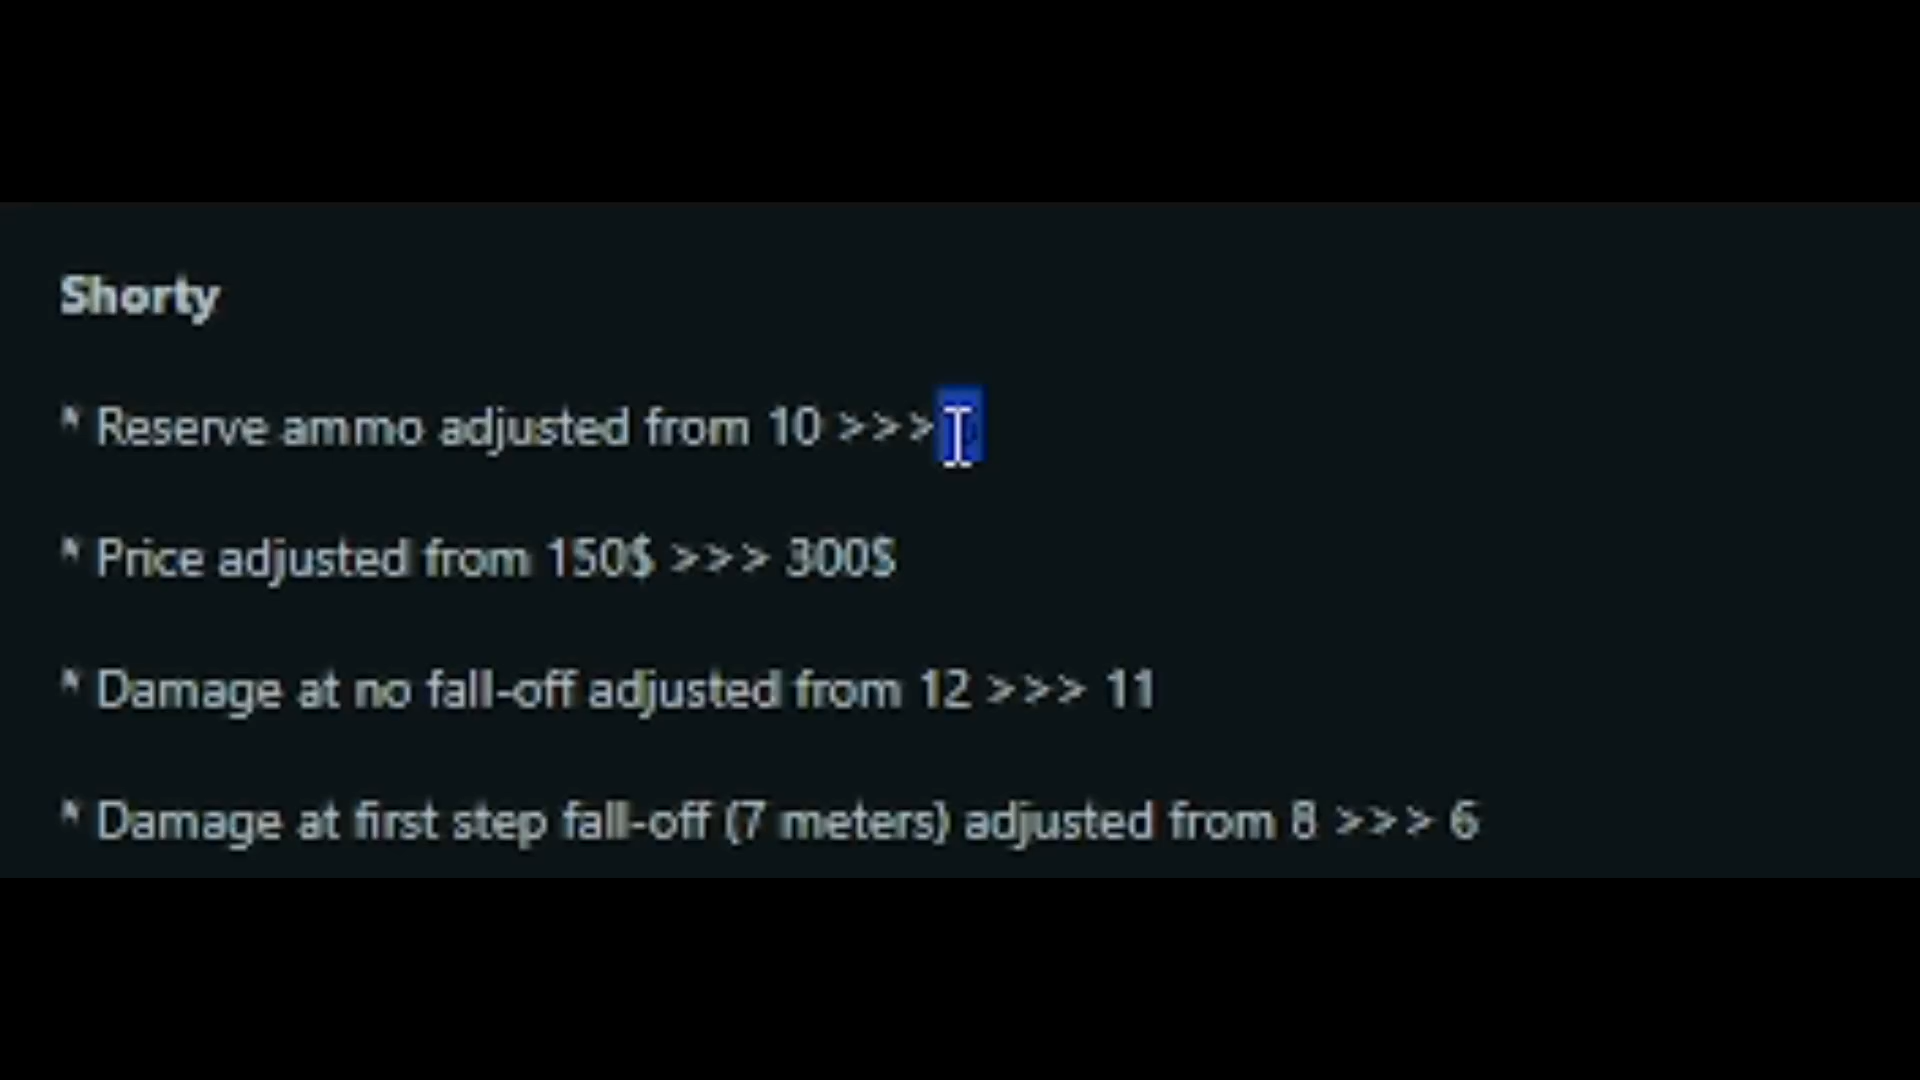 Shorty
* Reserve ammo adjusted from 10 >>>
* Price adjusted from 150$ >>> 300$
* Damage at no fall-off adjusted from 12 >>> 11
* Damage at first step fall-off (7 meters) adjusted from 8 >>> 6